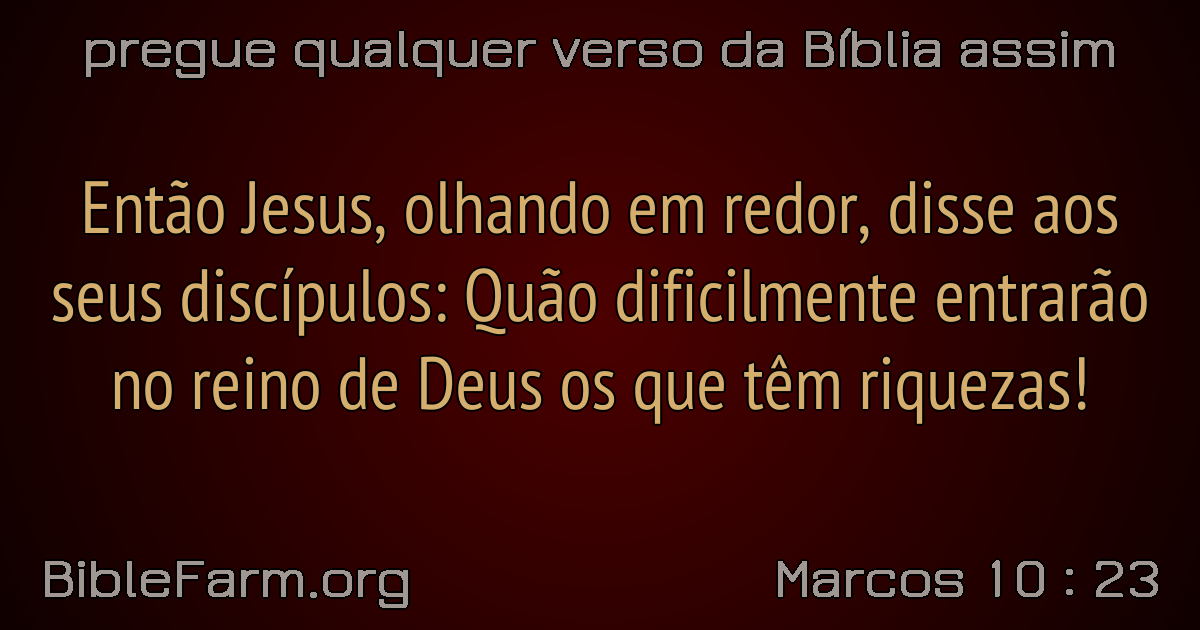 pregue qualquer verso da Bíblia assim
Então Jesus, olhando em redor, disse aos
seus discípulos: Quão dificilmente entrarão
no reino de Deus os que têm riquezas!
BibleFarm.org
Marcos 10 : 23